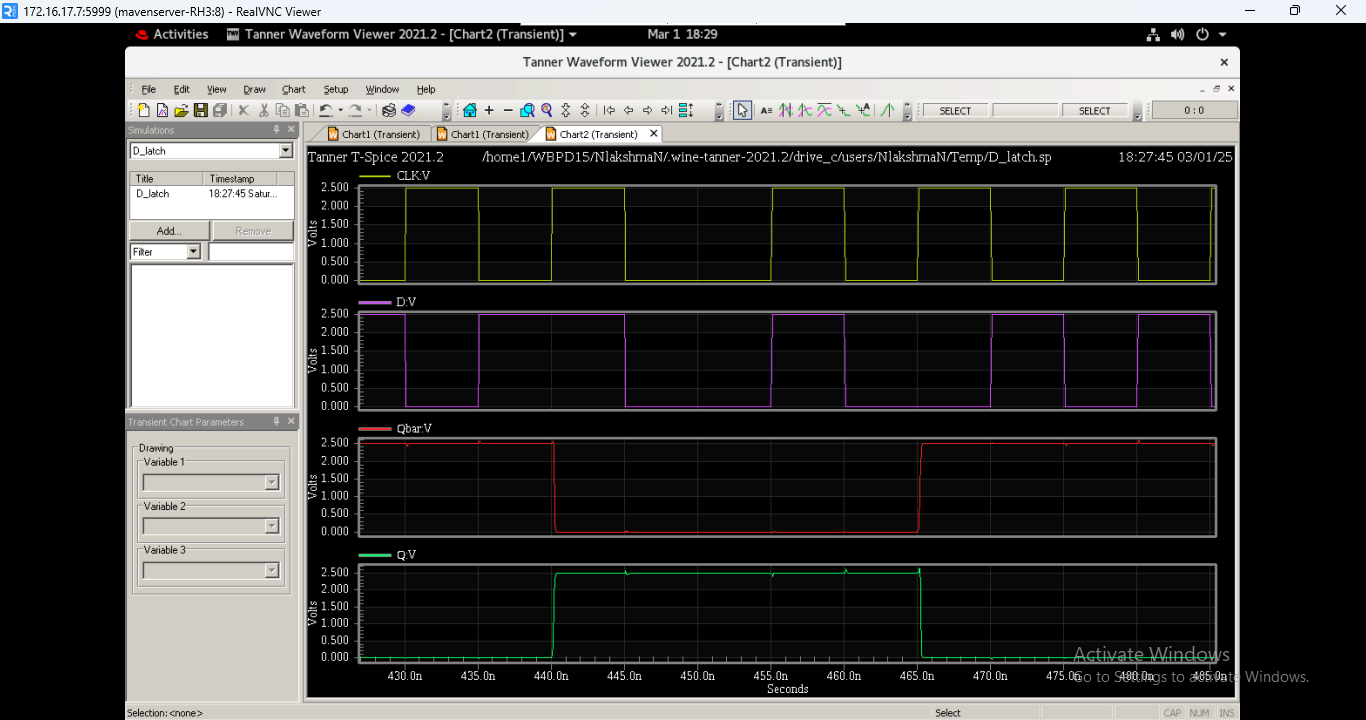 172.16.17.7:5999 (mavenserver-RH3:8) - RealVNC Viewer
Activities Tanner Waveform Viewer 2021.2 - [Chart2 (Transient)] Mar 1 18:29
Tanner Waveform Viewer 2021.2 - [Chart2 (Transient)]
File Edit View Draw Chart Setup Window Help
SELECT SELECT 0 : 0
Simulations
D_latch
Title Timestamp
D_latch 18:27:45 Satur...
Add... Remove
Filter
Transient Chart Parameters
Drawing
Variable 1
Variable 2
Variable 3
Chart1 (Transient) Chart1 (Transient) Chart2 (Transient)
Tanner T-Spice 2021.2 /home1/WBPD15/NlakshmaN/.wine-tanner-2021.2/drive_c/users/NlakshmaN/Temp/D_latch.sp 18:27:45 03/01/25
CLK:V
2.500
2.000
1.500
1.000
0.500
0.000
Volts
D:V
2.500
2.000
1.500
1.000
0.500
0.000
Volts
Qbar:V
2.500
2.000
1.500
1.000
0.500
0.000
Volts
Q:V
2.500
2.000
1.500
1.000
0.500
0.000
Volts
430.0n 435.0n 440.0n 445.0n 450.0n 455.0n 460.0n 465.0n 470.0n 475.0n 480.0n 485.0n
Seconds
Activate Windows
Go to Settings to activate Windows.
Selection: <none> Select CAP NUM INS